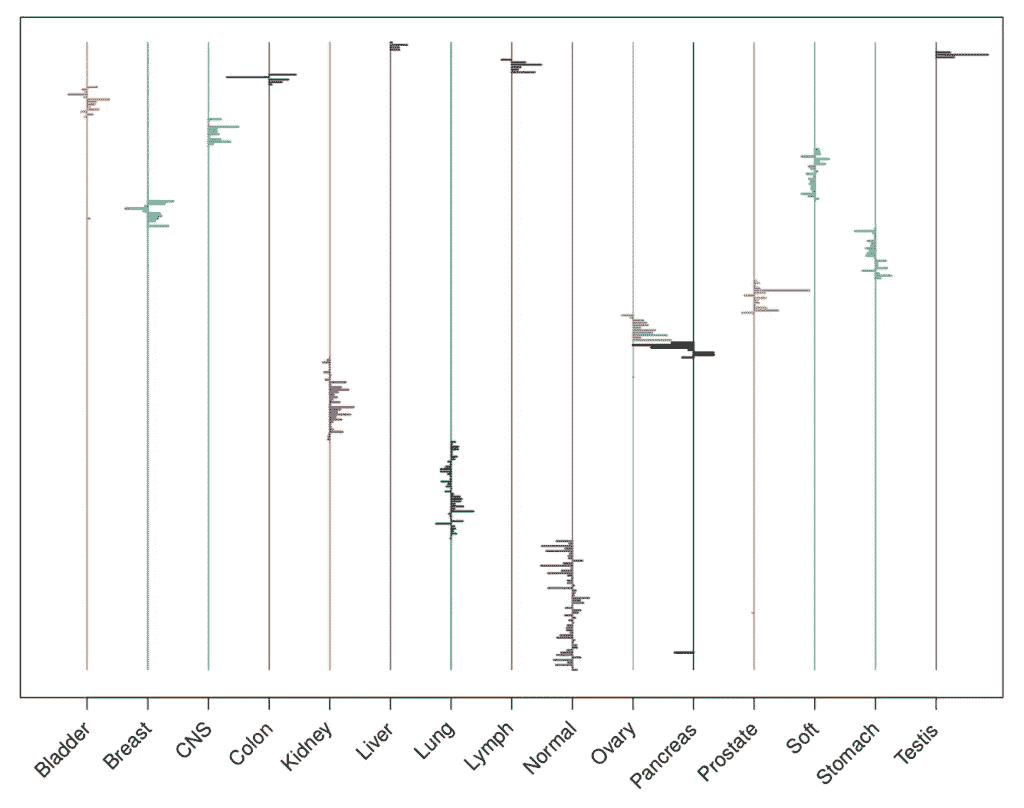 Bladder
Breast
CNS
Colon
Kidney
Liver
Lung
Lymph
Normal
Ovary
Pancreas
Prostate
Soft
Stomach
Testis